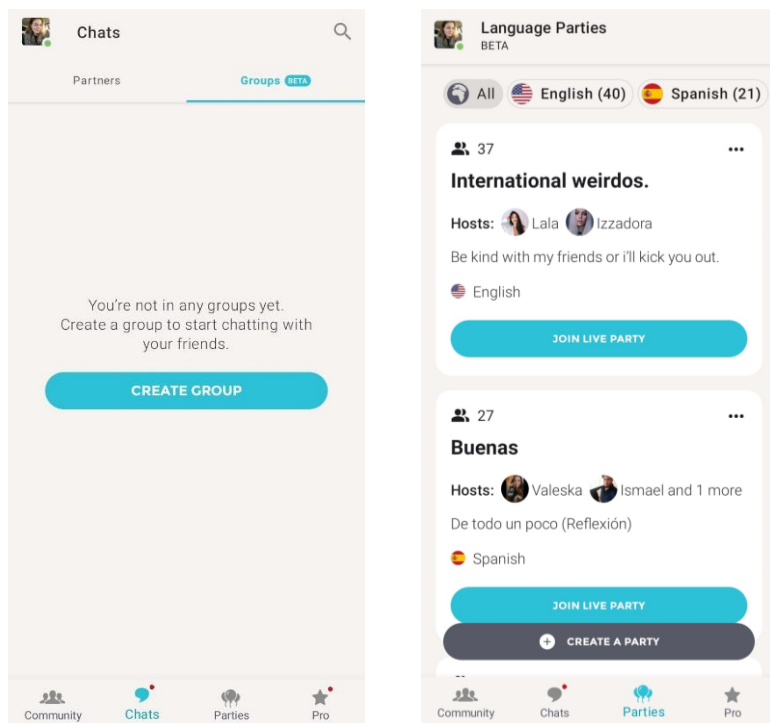 Chats
Partners
Groups BETA
You're not in any groups yet.
Create a group to start chatting with
your friends.
CREATE GROUP
Community
Chats
Parties
Pro
Language Parties
BETA
All
English (40)
Spanish (21)
37
International weirdos.
Hosts: Lala Izzadora
Be kind with my friends or i'll kick you out.
English
JOIN LIVE PARTY
27
Buenas
Hosts: Valeska Ismael and 1 more
De todo un poco (Reflexión)
Spanish
JOIN LIVE PARTY
CREATE A PARTY
Community
Chats
Parties
Pro